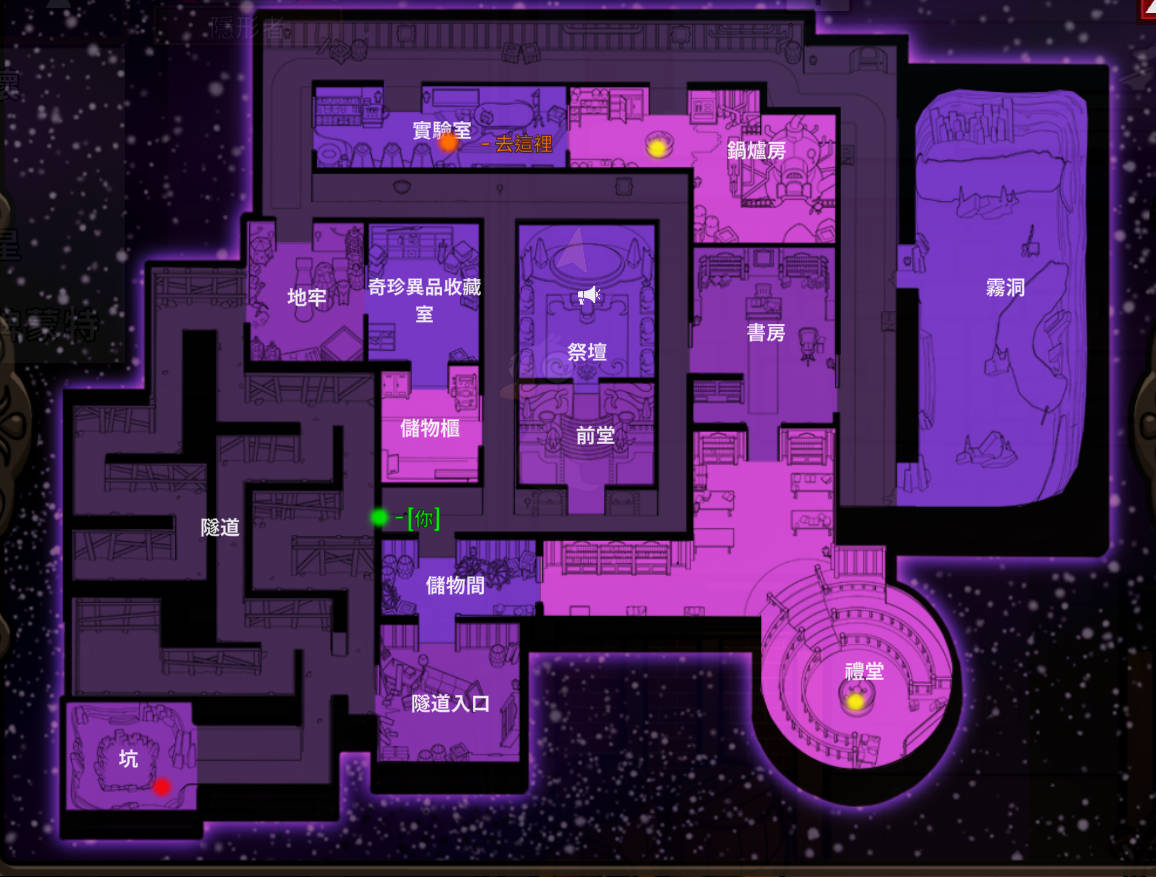 隱形者
實驗室
-去這裡
鍋爐房
地牢
奇珍異品收藏
室
霧洞
祭壇
書房
儲物櫃
前堂
隧道
-[你]
儲物間
禮堂
隧道入口
坑